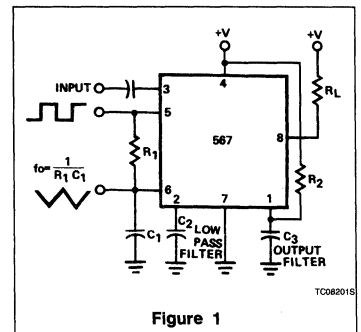 +V
+V
INPUT
3
4
5
R1
567
8
RL
fo= 1
R1 C1
6
2
7
1
R2
C1
C2
LOW
PASS
FILTER
C3
OUTPUT
FILTER
TC08201S
Figure 1